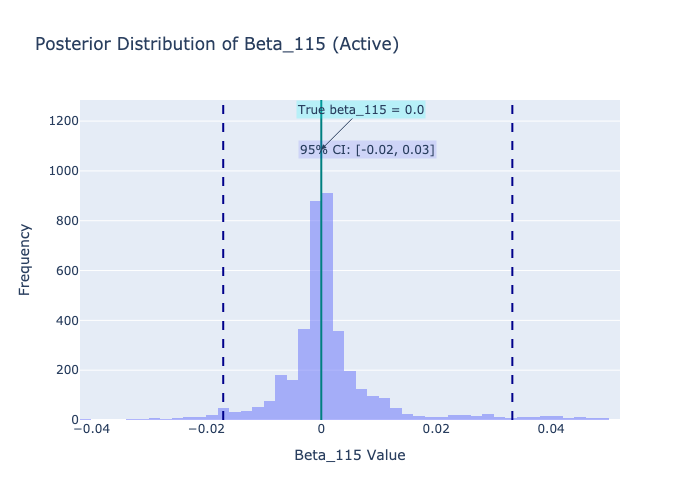 Posterior Distribution of Beta_115 (Active)
True beta_115 = 0.0
95% CI: [-0.02, 0.03]
1200
1000
800
600
400
200
0
Frequency
−0.04
−0.02
0
0.02
0.04
Beta_115 Value